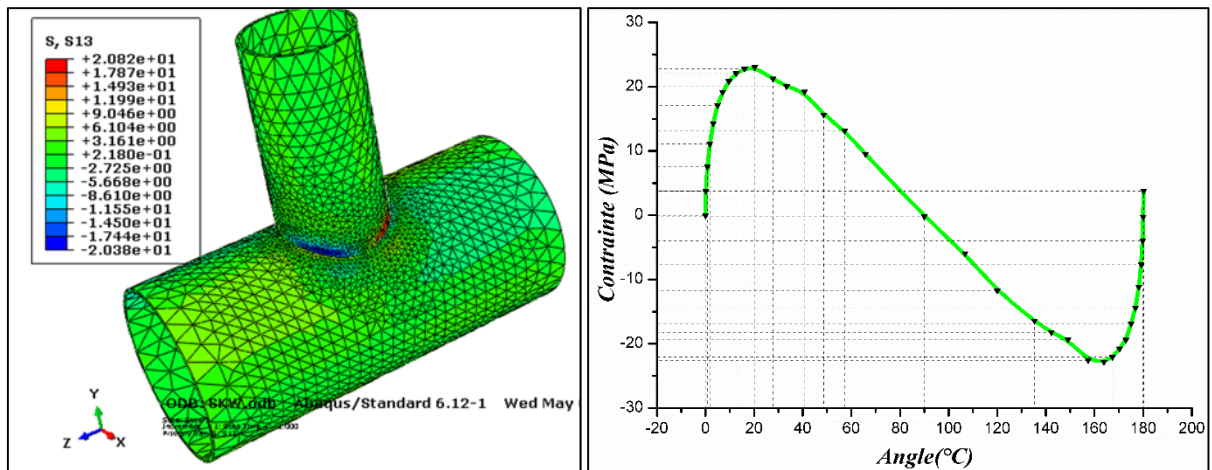 S, S13
+2.082e+01
+1.787e+01
+1.493e+01
+1.199e+01
+9.046e+00
+6.104e+00
+3.161e+00
+2.180e-01
-2.725e+00
-5.668e+00
-8.610e+00
-1.155e+01
-1.450e+01
-1.744e+01
-2.038e+01
Y
Z
X
ODB: SKW.odb Abaqus/Standard 6.12-1 Wed May
Contrainte (MPa)
30
20
10
0
-10
-20
-30
-20 0 20 40 60 80 100 120 140 160 180 200
Angle(°C)